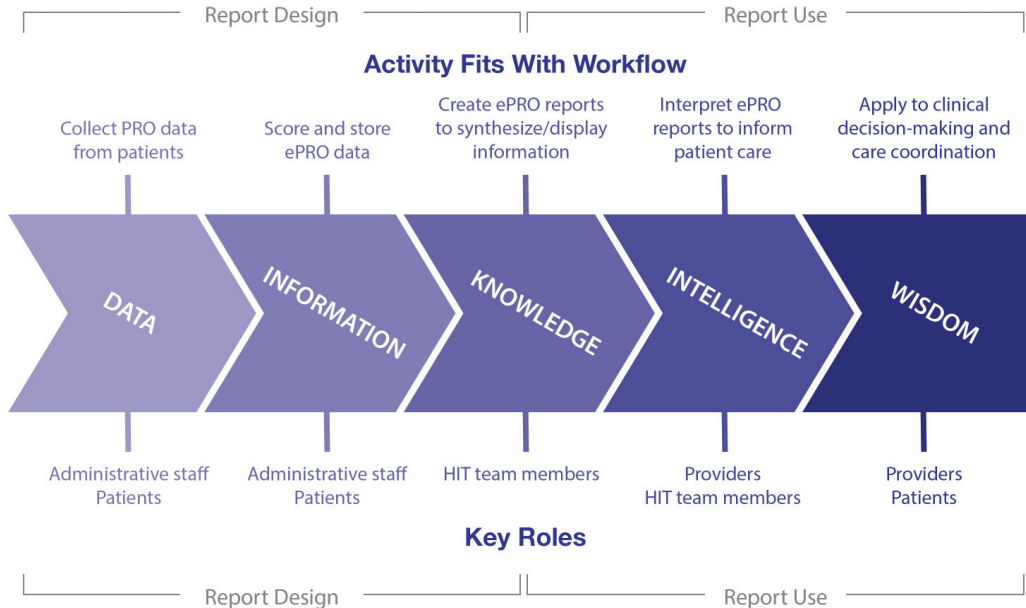 Report Design
Report Use
Activity Fits With Workflow
Collect PRO data
from patients
Score and store
ePRO data
Create ePRO reports
to synthesize/display
information
Interpret ePRO
reports to inform
patient care
Apply to clinical
decision-making and
care coordination
DATA
INFORMATION
KNOWLEDGE
INTELLIGENCE
WISDOM
Administrative staff
Patients
Administrative staff
Patients
HIT team members
Providers
HIT team members
Providers
Patients
Key Roles
Report Design
Report Use